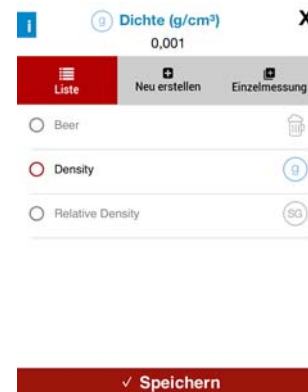 i
g Dichte (g/cm³) X
0,001
Liste Neu erstellen Einzelmessung
Beer
Density g
Relative Density SG
✓ Speichern